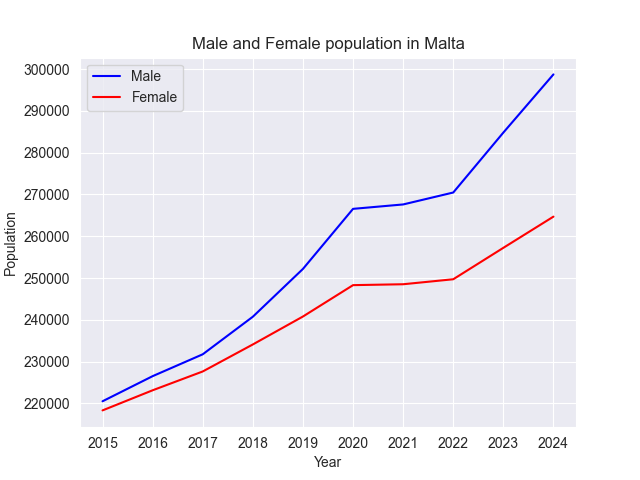 Male and Female population in Malta
Male
Female
300000
290000
280000
270000
260000
250000
240000
230000
220000
Population
2015 2016 2017 2018 2019 2020 2021 2022 2023 2024
Year